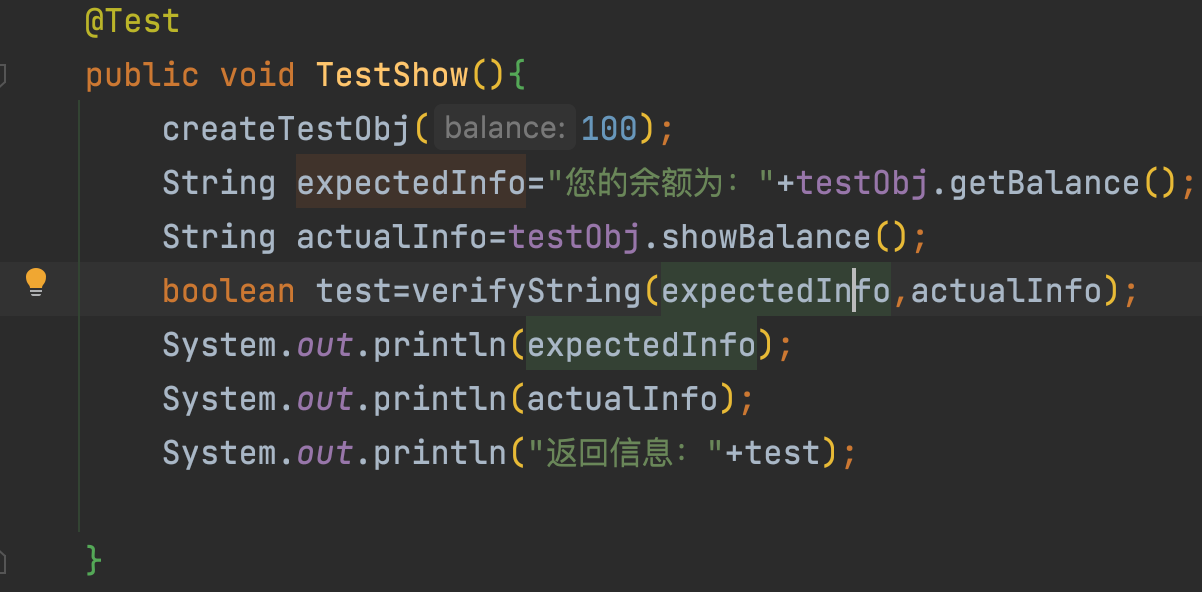 @Test
public void TestShow(){
createTestObj( balance: 100);
String expectedInfo="您的余额为："+testObj.getBalance();
String actualInfo=testObj.showBalance();
boolean test=verifyString(expectedInfo,actualInfo);
System.out.println(expectedInfo);
System.out.println(actualInfo);
System.out.println("返回信息："+test);
}